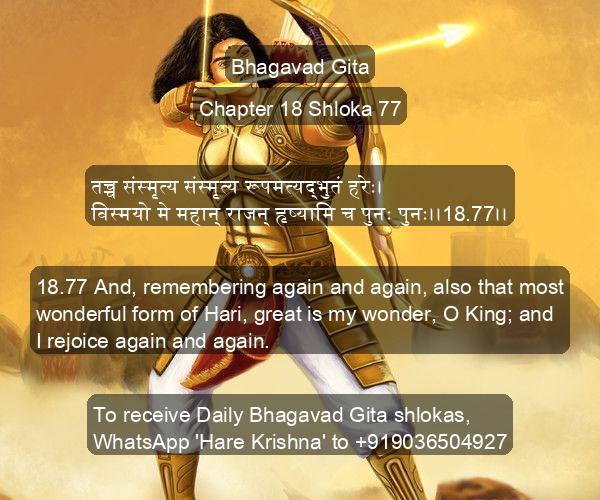 Bhagavad Gita
Chapter 18 Shloka 77
तच्च संस्मृत्य संस्मृत्य रूपमत्यद्भुतं हरेः।
विस्मयो मे महान् राजन् हृष्यामि च पुनः पुनः।।18.77।।
18.77 And, remembering again and again, also that most
wonderful form of Hari, great is my wonder, O King; and
I rejoice again and again.
To receive Daily Bhagavad Gita shlokas,
WhatsApp 'Hare Krishna' to +919036504927